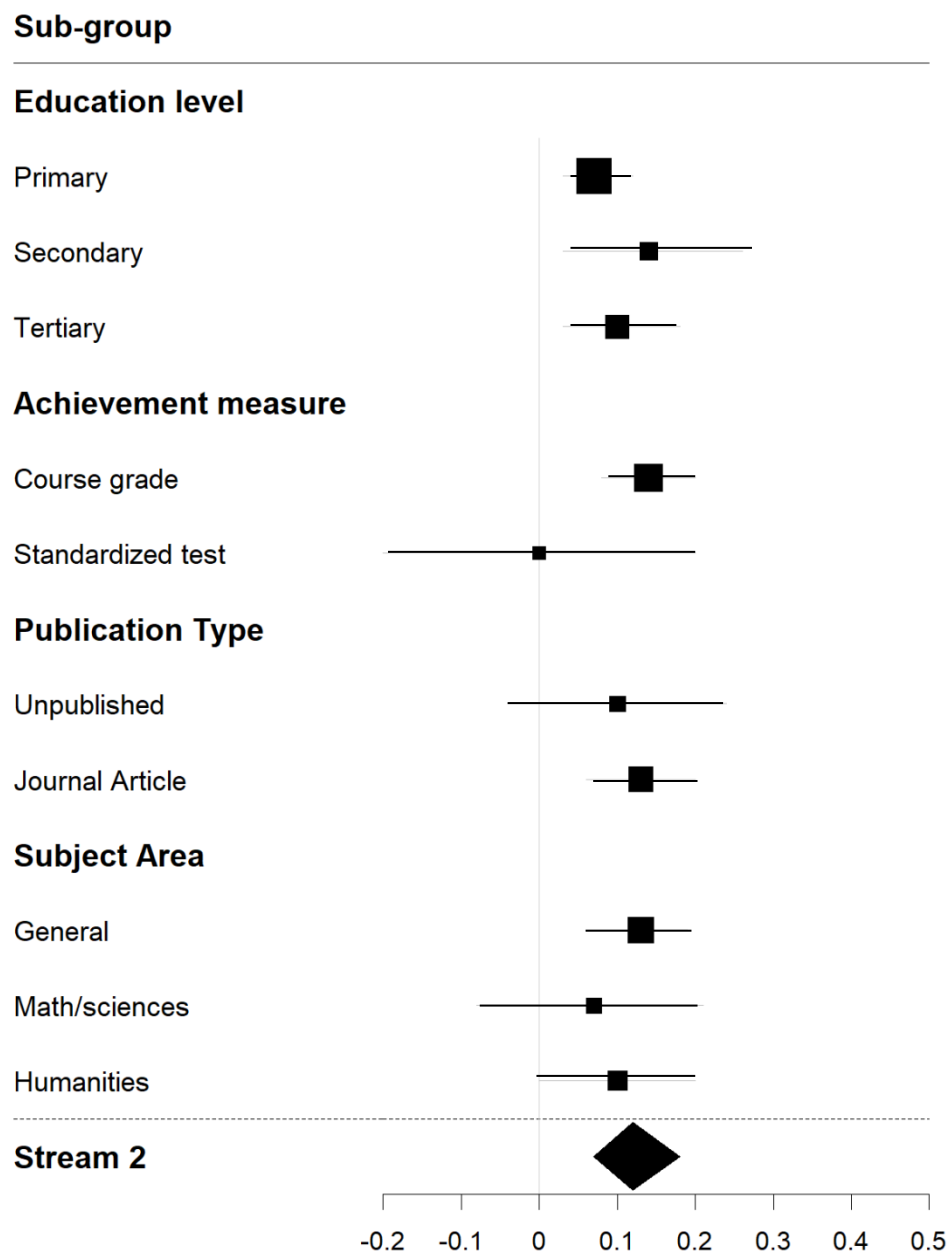 Sub-group
Education level
Primary
Secondary
Tertiary
Achievement measure
Course grade
Standardized test
Publication Type
Unpublished
Journal Article
Subject Area
General
Math/sciences
Humanities
Stream 2
-0.2 -0.1 0 0.1 0.2 0.3 0.4 0.5